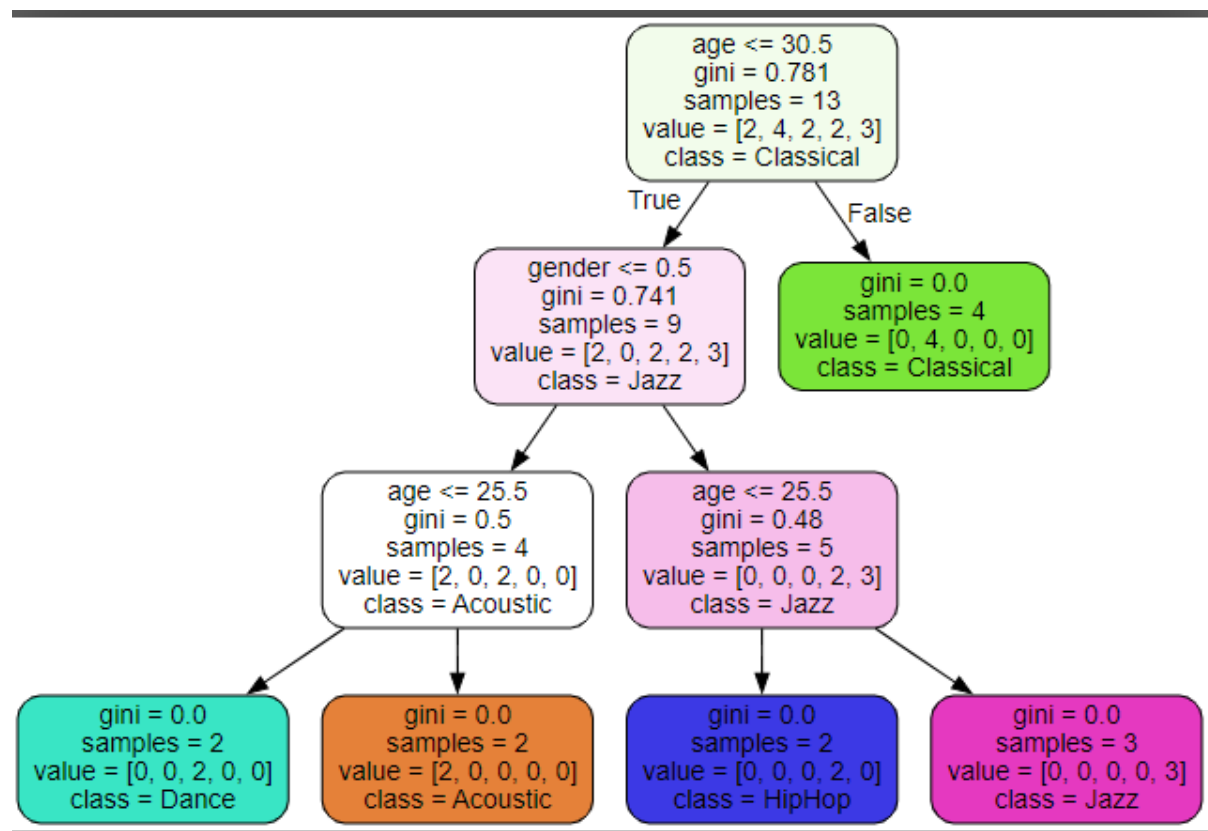 age <= 30.5
gini = 0.781
samples = 13
value = [2, 4, 2, 2, 3]
class = Classical
True
False
gender <= 0.5
gini = 0.741
samples = 9
value = [2, 0, 2, 2, 3]
class = Jazz
gini = 0.0
samples = 4
value = [0, 4, 0, 0, 0]
class = Classical
age <= 25.5
gini = 0.5
samples = 4
value = [2, 0, 2, 0, 0]
class = Acoustic
age <= 25.5
gini = 0.48
samples = 5
value = [0, 0, 0, 2, 3]
class = Jazz
gini = 0.0
samples = 2
value = [0, 0, 2, 0, 0]
class = Dance
gini = 0.0
samples = 2
value = [2, 0, 0, 0, 0]
class = Acoustic
gini = 0.0
samples = 2
value = [0, 0, 0, 2, 0]
class = HipHop
gini = 0.0
samples = 3
value = [0, 0, 0, 0, 3]
class = Jazz